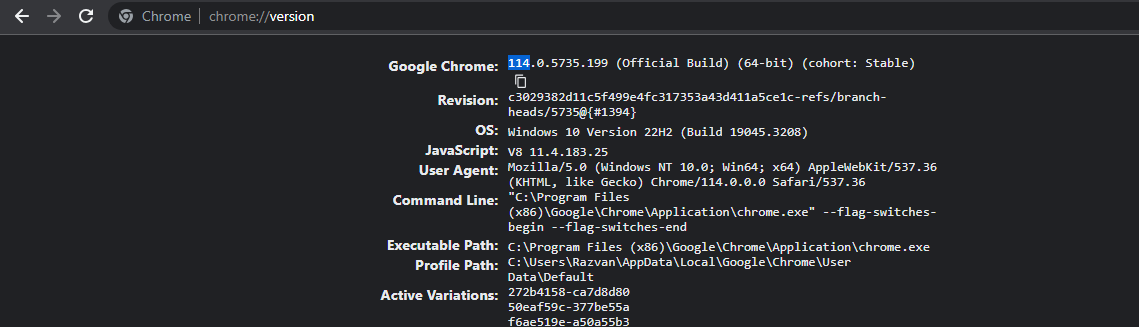 Chrome | chrome://version
Google Chrome: 114.0.5735.199 (Official Build) (64-bit) (cohort: Stable)
Revision: c3029382d11c5f499e4fc317353a43d411a5ce1c-refs/branch-
heads/5735@{#1394}
OS: Windows 10 Version 22H2 (Build 19045.3208)
JavaScript: V8 11.4.183.25
User Agent: Mozilla/5.0 (Windows NT 10.0; Win64; x64) AppleWebKit/537.36
(KHTML, like Gecko) Chrome/114.0.0.0 Safari/537.36
Command Line: "C:\Program Files
(x86)\Google\Chrome\Application\chrome.exe" --flag-switches-
begin --flag-switches-end
Executable Path: C:\Program Files (x86)\Google\Chrome\Application\chrome.exe
Profile Path: C:\Users\Razvan\AppData\Local\Google\Chrome\User
Data\Default
Active Variations: 272b4158-ca7d8d80
50eaf59c-377be55a
f6ae519e-a50a55b3